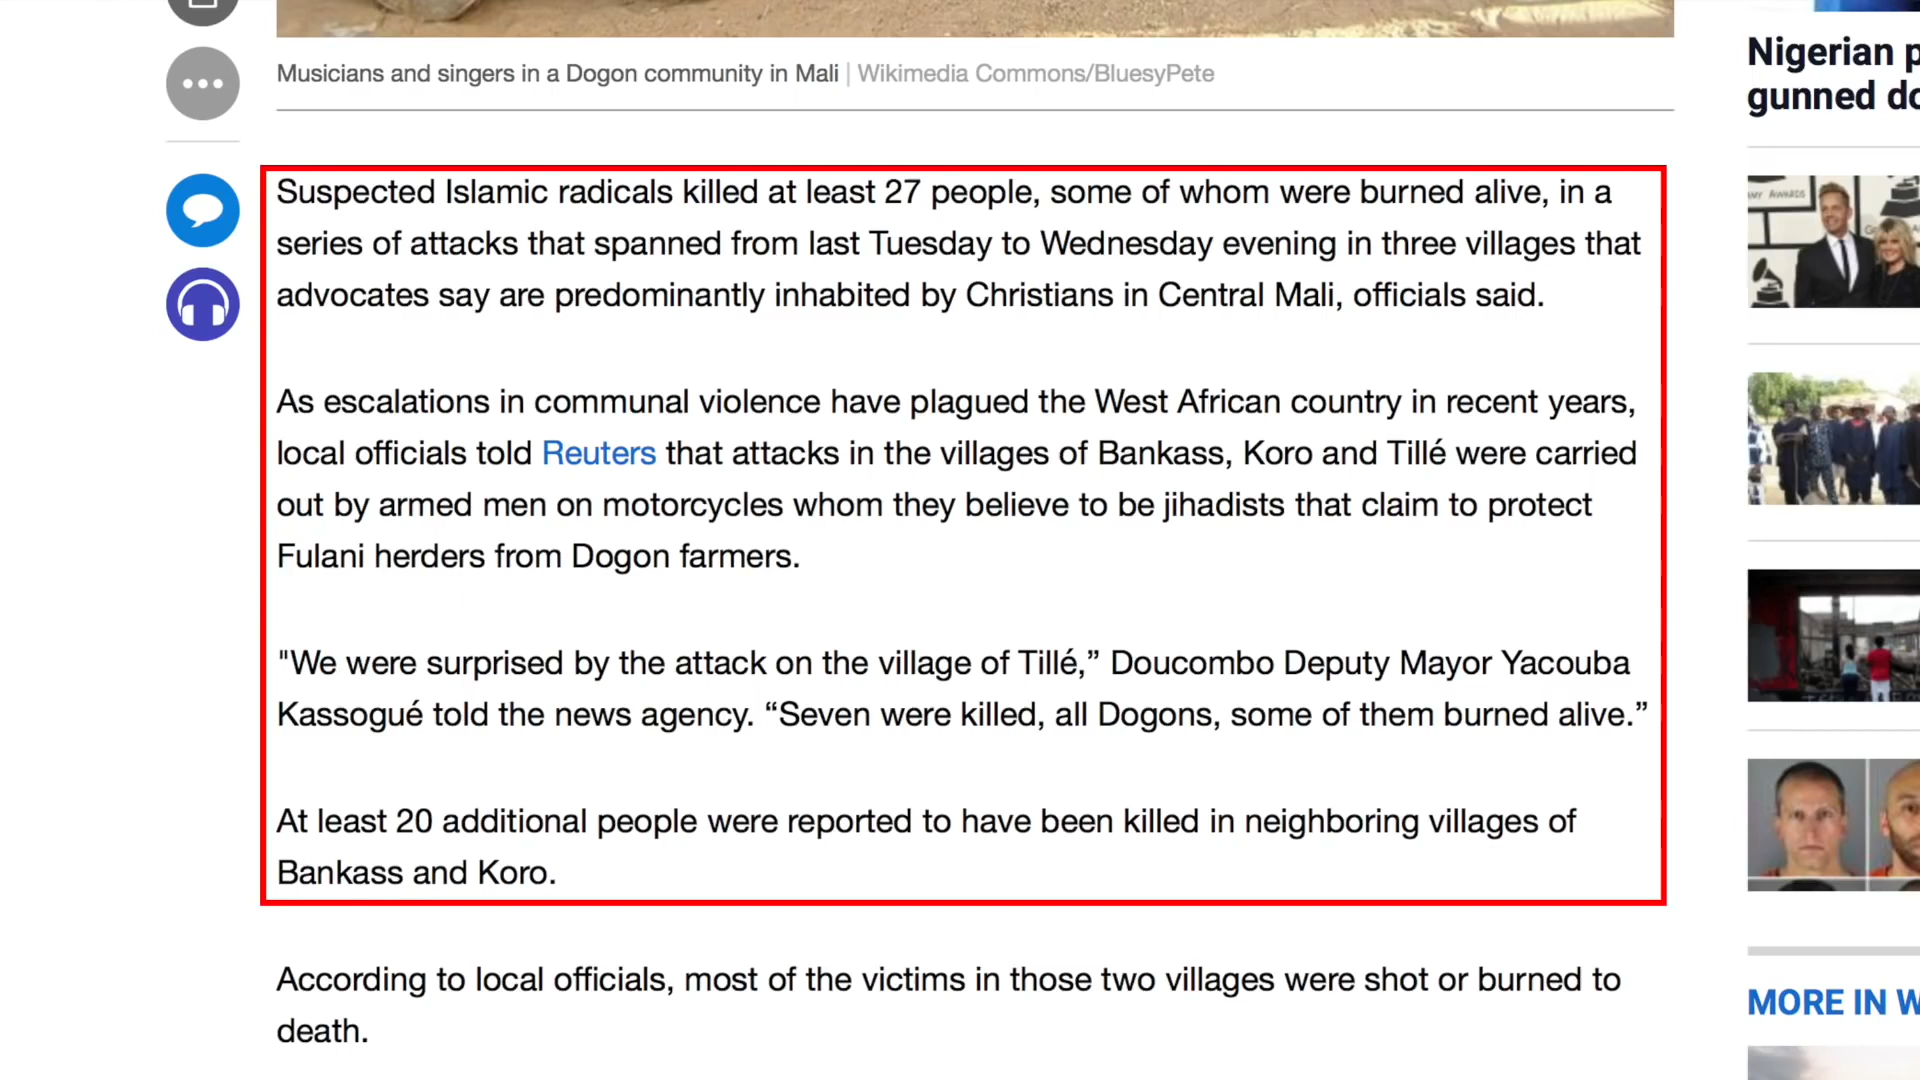 Musicians and singers in a Dogon community in Mali | Wikimedia Commons/BluesyPete
Suspected Islamic radicals killed at least 27 people, some of whom were burned alive, in a
series of attacks that spanned from last Tuesday to Wednesday evening in three villages that
advocates say are predominantly inhabited by Christians in Central Mali, officials said.
As escalations in communal violence have plagued the West African country in recent years,
local officials told Reuters that attacks in the villages of Bankass, Koro and Tillé were carried
out by armed men on motorcycles whom they believe to be jihadists that claim to protect
Fulani herders from Dogon farmers.
"We were surprised by the attack on the village of Tillé,” Doucombo Deputy Mayor Yacouba
Kassogué told the news agency. “Seven were killed, all Dogons, some of them burned alive.”
At least 20 additional people were reported to have been killed in neighboring villages of
Bankass and Koro.
According to local officials, most of the victims in those two villages were shot or burned to
death.
Nigerian p
gunned do
AWARDS
MORE IN W